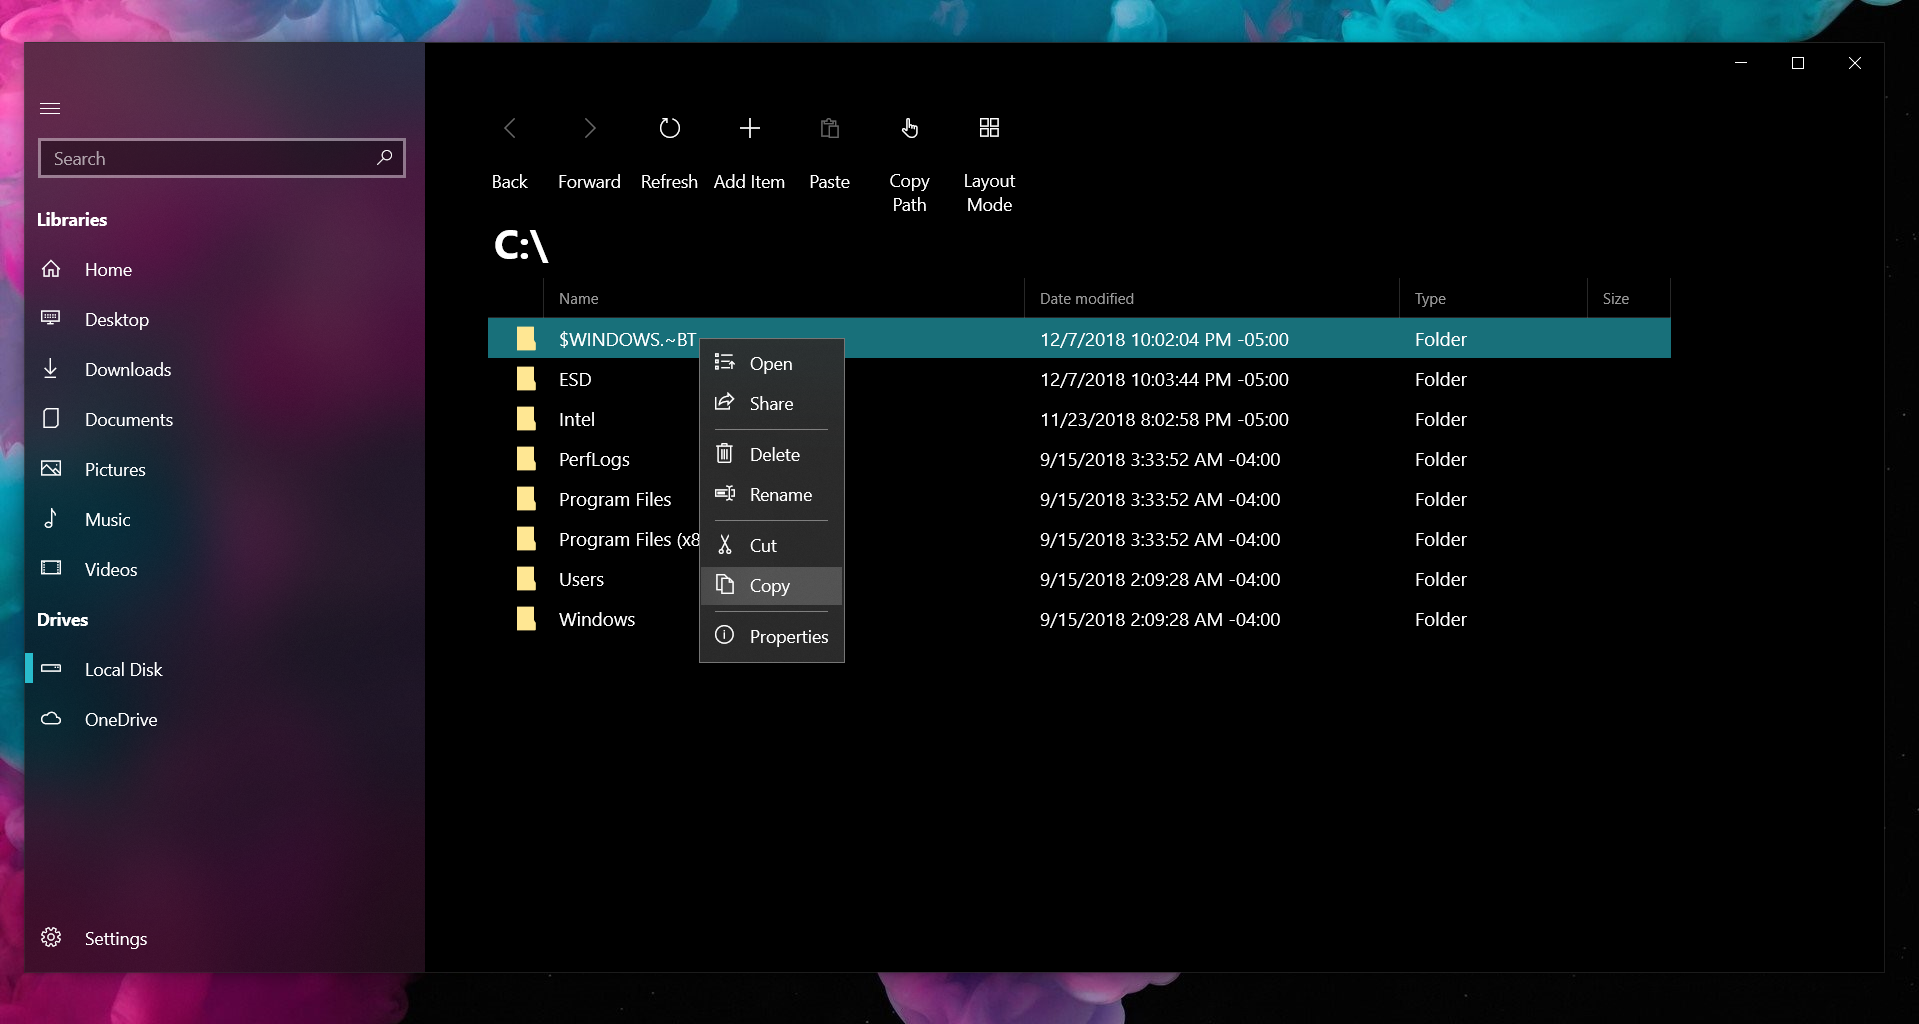 Search
Libraries
Home
Desktop
Downloads
Documents
Pictures
Music
Videos
Drives
Local Disk
OneDrive
Settings
Back Forward Refresh Add Item Paste Copy Path Layout Mode
C:\
Name Date modified Type Size
$WINDOWS.~BT 12/7/2018 10:02:04 PM -05:00 Folder
ESD 12/7/2018 10:03:44 PM -05:00 Folder
Intel 11/23/2018 8:02:58 PM -05:00 Folder
PerfLogs 9/15/2018 3:33:52 AM -04:00 Folder
Program Files 9/15/2018 3:33:52 AM -04:00 Folder
Program Files (x8 9/15/2018 3:33:52 AM -04:00 Folder
Users 9/15/2018 2:09:28 AM -04:00 Folder
Windows 9/15/2018 2:09:28 AM -04:00 Folder
Open
Share
Delete
Rename
Cut
Copy
Properties